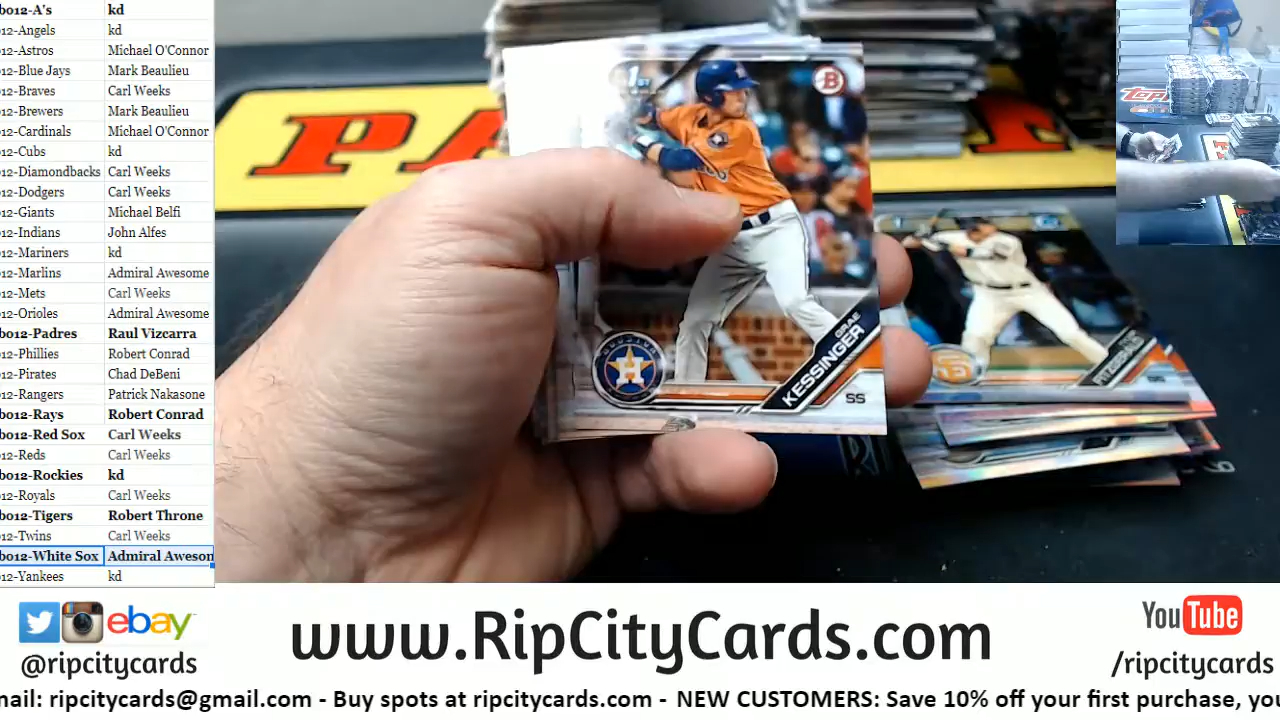 bo12-A's kd
12-Angels kd
12-Astros Michael O'Connor
12-Blue Jays Mark Beaulieu
12-Braves Carl Weeks
12-Brewers Mark Beaulieu
12-Cardinals Michael O'Connor
12-Cubs kd
12-Diamondbacks Carl Weeks
12-Dodgers Carl Weeks
12-Giants Michael Belfi
12-Indians John Alfes
12-Mariners kd
12-Marlins Admiral Awesome
12-Mets Carl Weeks
12-Orioles Admiral Awesome
bo12-Padres Raul Vizcarra
12-Phillies Robert Conrad
12-Pirates Chad DeBeni
12-Rangers Patrick Nakasone
bo12-Rays Robert Conrad
bo12-Red Sox Carl Weeks
12-Reds Carl Weeks
bo12-Rockies kd
12-Royals Carl Weeks
bo12-Tigers Robert Throne
12-Twins Carl Weeks
bo12-White Sox Admiral Awesom
12-Yankees kd
PA
1ST
B
HOUSTON
H
GRAE
KESSINGER
SS
Topps
ebay
@ripcitycards
www.RipCityCards.com
YouTube
/ripcitycards
mail: ripcitycards@gmail.com - Buy spots at ripcitycards.com - NEW CUSTOMERS: Save 10% off your first purchase, you